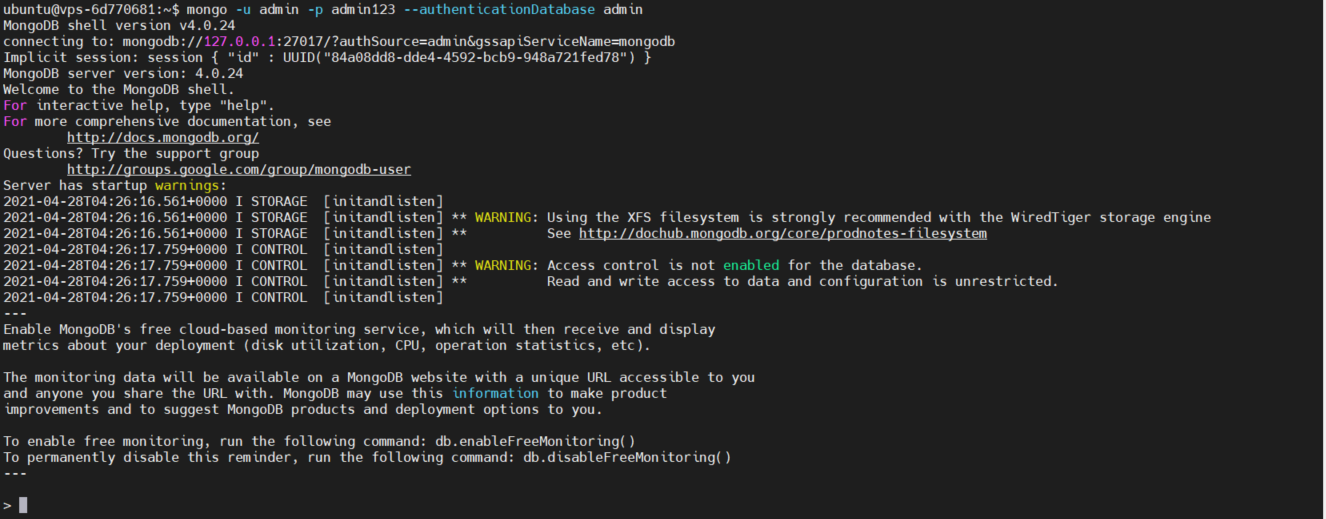 ubuntu@vps-6d770681:~$ mongo -u admin -p admin123 --authenticationDatabase admin
MongoDB shell version v4.0.24
connecting to: mongodb://127.0.0.1:27017/?authSource=admin&gssapiServiceName=mongodb
Implicit session: session { "id" : UUID("84a08dd8-dde4-4592-bcb9-948a721fed78") }
MongoDB server version: 4.0.24
Welcome to the MongoDB shell.
For interactive help, type "help".
For more comprehensive documentation, see
http://docs.mongodb.org/
Questions? Try the support group
http://groups.google.com/group/mongodb-user
Server has startup warnings:
2021-04-28T04:26:16.561+0000 I STORAGE  [initandlisten]
2021-04-28T04:26:16.561+0000 I STORAGE  [initandlisten] ** WARNING: Using the XFS filesystem is strongly recommended with the WiredTiger storage engine
2021-04-28T04:26:16.561+0000 I STORAGE  [initandlisten] **          See http://dochub.mongodb.org/core/prodnotes-filesystem
2021-04-28T04:26:17.759+0000 I CONTROL  [initandlisten]
2021-04-28T04:26:17.759+0000 I CONTROL  [initandlisten] ** WARNING: Access control is not enabled for the database.
2021-04-28T04:26:17.759+0000 I CONTROL  [initandlisten] **          Read and write access to data and configuration is unrestricted.
2021-04-28T04:26:17.759+0000 I CONTROL  [initandlisten]
---
Enable MongoDB's free cloud-based monitoring service, which will then receive and display
metrics about your deployment (disk utilization, CPU, operation statistics, etc).
The monitoring data will be available on a MongoDB website with a unique URL accessible to you
and anyone you share the URL with. MongoDB may use this information to make product
improvements and to suggest MongoDB products and deployment options to you.
To enable free monitoring, run the following command: db.enableFreeMonitoring()
To permanently disable this reminder, run the following command: db.disableFreeMonitoring()
---
>